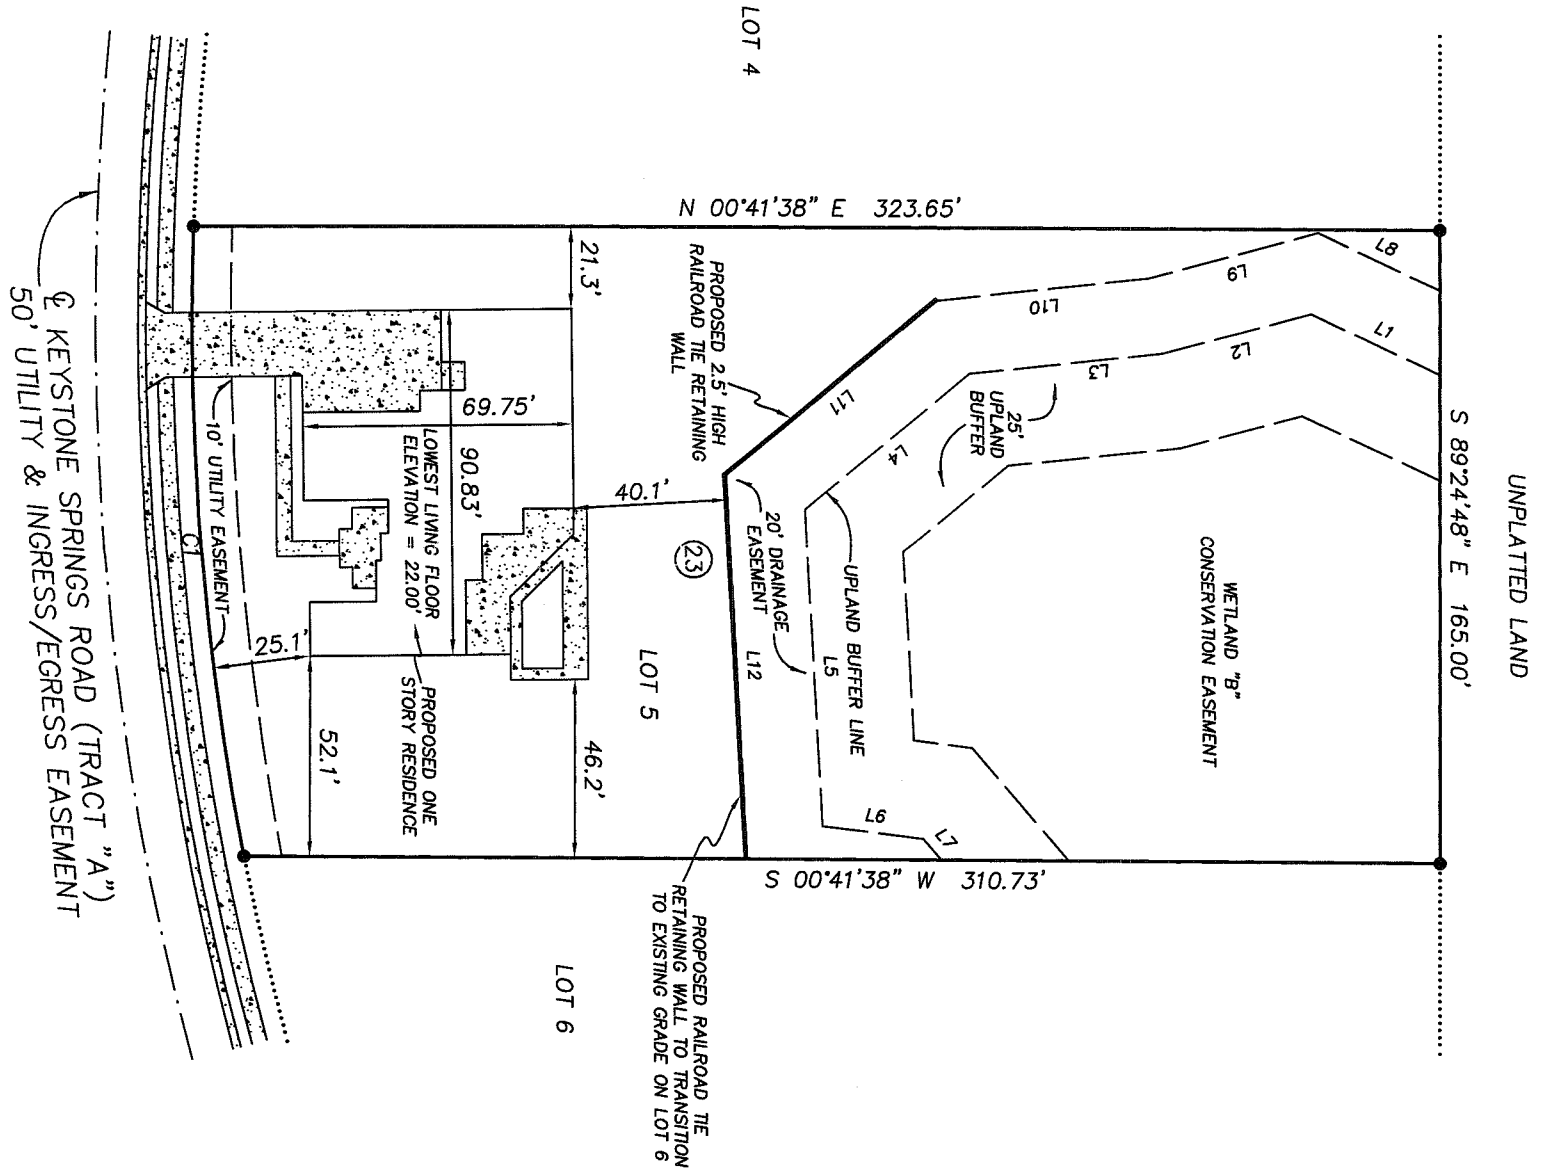 LOT 4
UNPLATTED LAND
N 00°41'38" E 323.65'
S 89°24'48" E 165.00'
L8
L9
L10
L1
L2
L3
25'
UPLAND
BUFFER
PROPOSED 2.5' HIGH
RAILROAD TIE RETAINING
WALL
L11
L4
21.3'
69.75'
90.83'
LOWEST LIVING FLOOR
ELEVATION = 22.00'
40.1'
23
20' DRAINAGE
EASEMENT
L12
L5
UPLAND BUFFER LINE
WETLAND "B"
CONSERVATION EASEMENT
10' UTILITY EASEMENT
C1
25.1'
52.1'
PROPOSED ONE
STORY RESIDENCE
46.2'
LOT 5
L6
L7
S 00°41'38" W 310.73'
PROPOSED RAILROAD TIE
RETAINING WALL TO TRANSITION
TO EXISTING GRADE ON LOT 6
LOT 6
℄ KEYSTONE SPRINGS ROAD (TRACT "A")
50' UTILITY & INGRESS/EGRESS EASEMENT